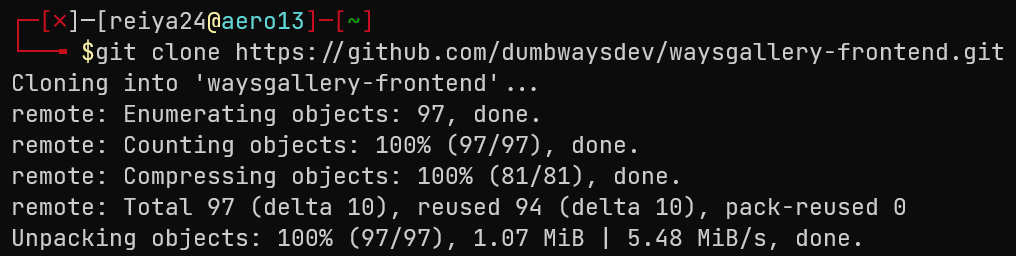 ┌─[✗]─[reiya24@aero13]─[~]
└──╼ $git clone https://github.com/dumbwaysdev/waysgallery-frontend.git
Cloning into 'waysgallery-frontend'...
remote: Enumerating objects: 97, done.
remote: Counting objects: 100% (97/97), done.
remote: Compressing objects: 100% (81/81), done.
remote: Total 97 (delta 10), reused 94 (delta 10), pack-reused 0
Unpacking objects: 100% (97/97), 1.07 MiB | 5.48 MiB/s, done.